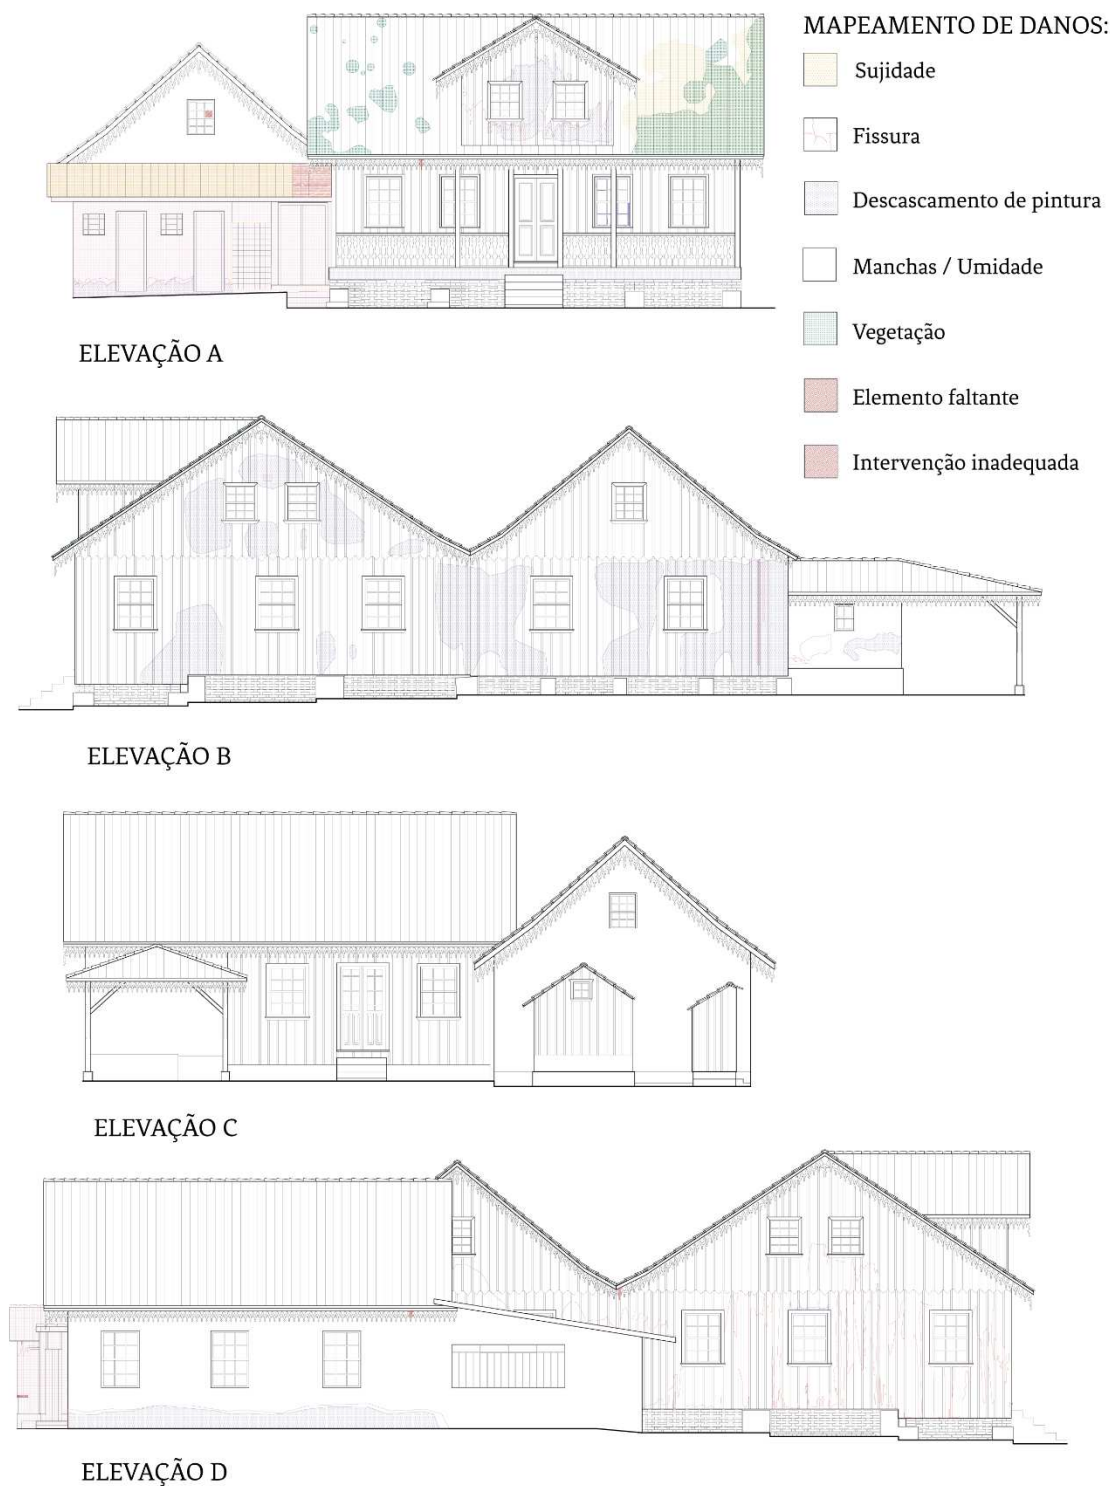 MAPEAMENTO DE DANOS:
Sujidade
Fissura
Descascamento de pintura
Manchas / Umidade
Vegetação
Elemento faltante
Intervenção inadequada
ELEVAÇÃO A
ELEVAÇÃO B
ELEVAÇÃO C
ELEVAÇÃO D